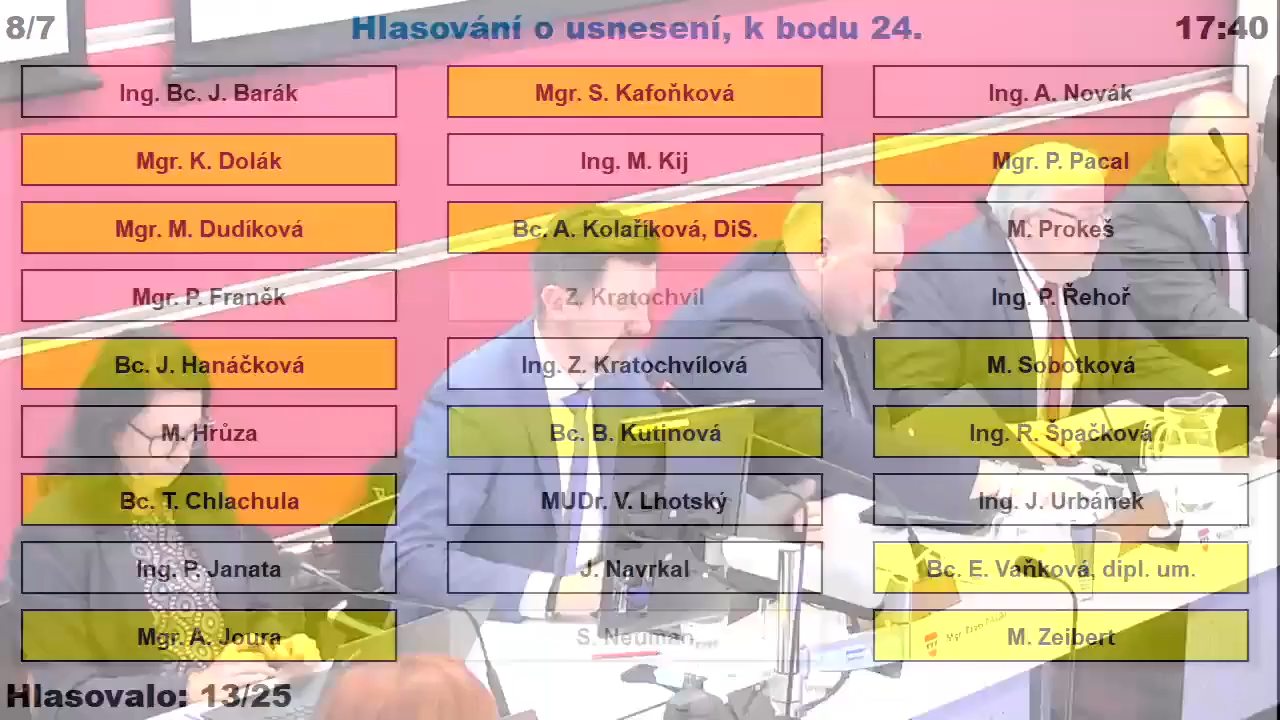 8/7
Hlasování o usnesení, k bodu 24.
17:40
Ing. Bc. J. Barák
Mgr. S. Kafoňková
Ing. A. Novák
Mgr. K. Dolák
Ing. M. Kij
Mgr. P. Pacal
Mgr. M. Dudíková
Bc. A. Kolaříková, DiS.
M. Prokeš
Mgr. P. Franěk
Z. Kratochvíl
Ing. P. Řehoř
Bc. J. Hanáčková
Ing. Z. Kratochvílová
M. Sobotková
M. Hrůza
Bc. B. Kutinová
Ing. R. Špačková
Bc. T. Chlachula
MUDr. V. Lhotský
Ing. J. Urbánek
Ing. P. Janata
J. Navrkal
Bc. E. Vaňková, dipl. um.
Mgr. A. Joura
S. Neuman
M. Zeibert
Hlasovalo: 13/25